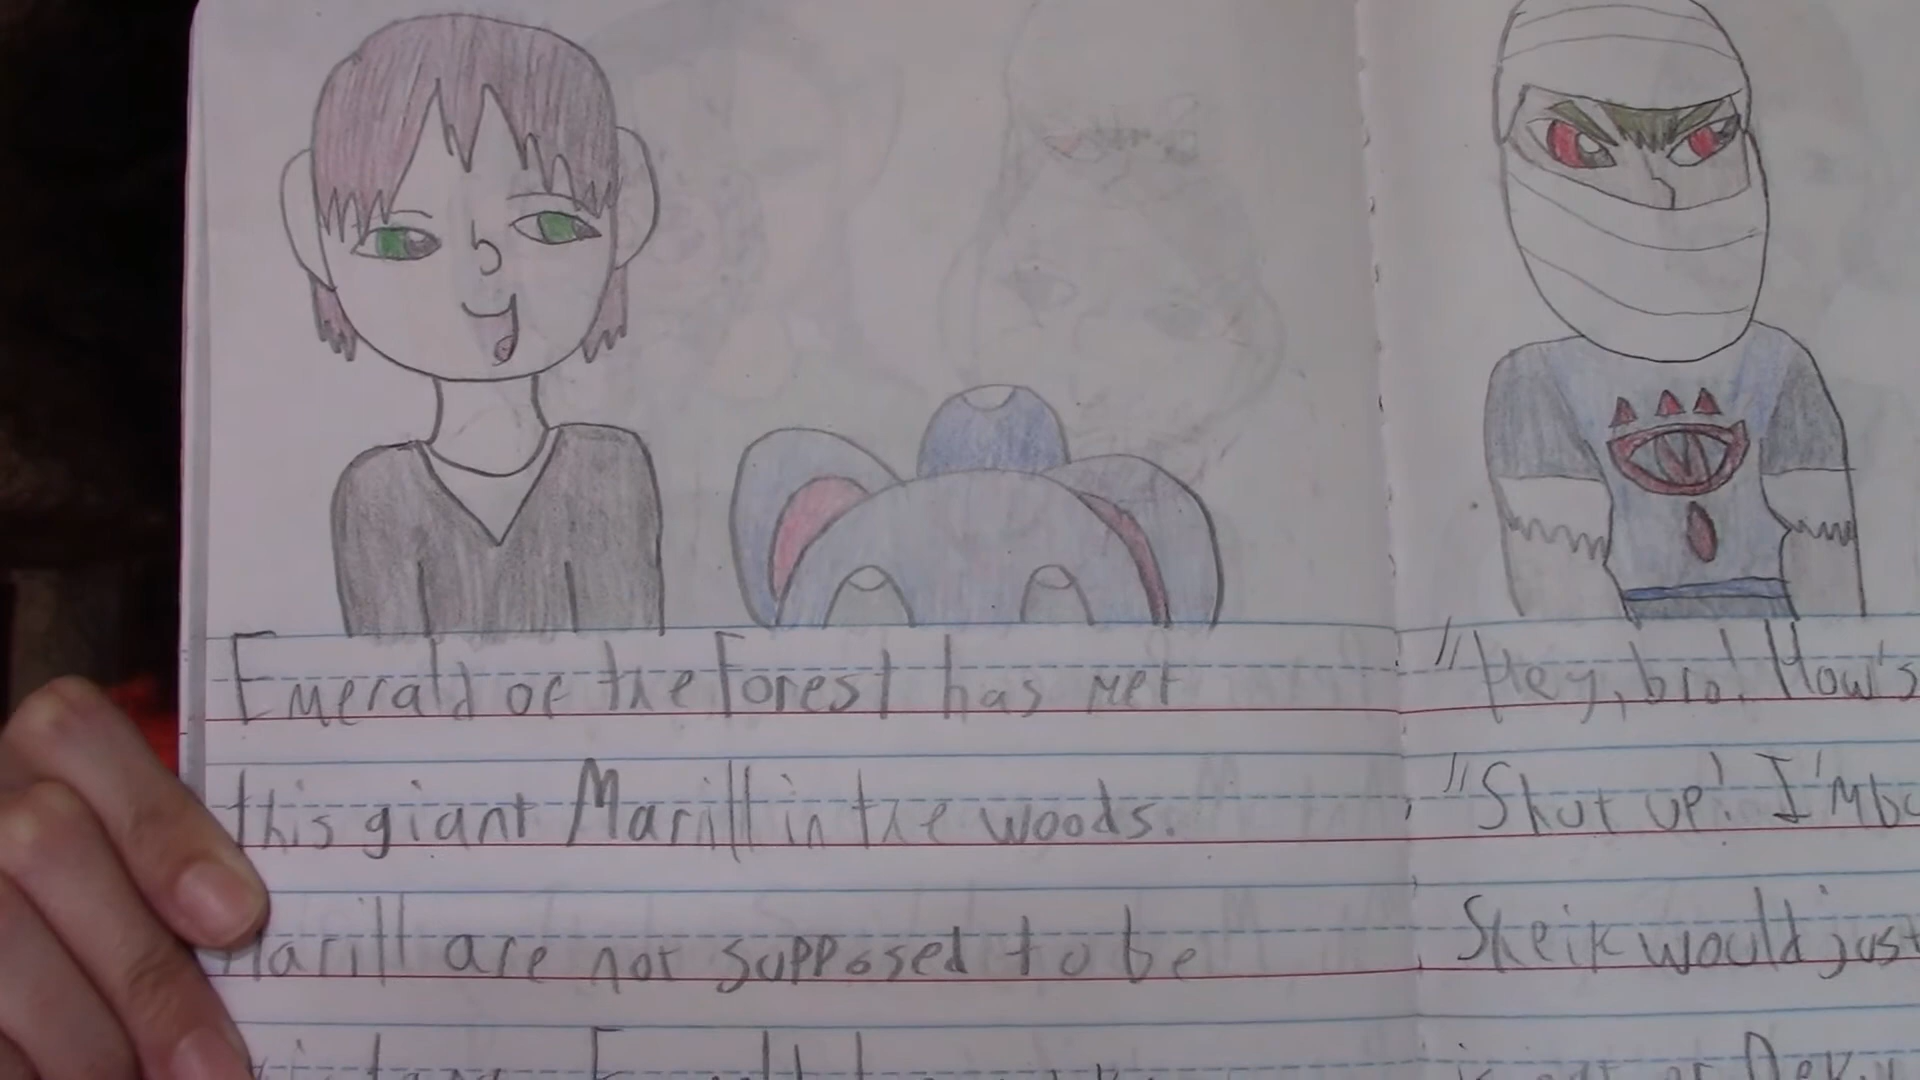 Emerald of the Forest has met
this giant Marill in the woods.
Marill are not supposed to be
"Hey, bro! How's
"Shut up! I'm
Sheik would just